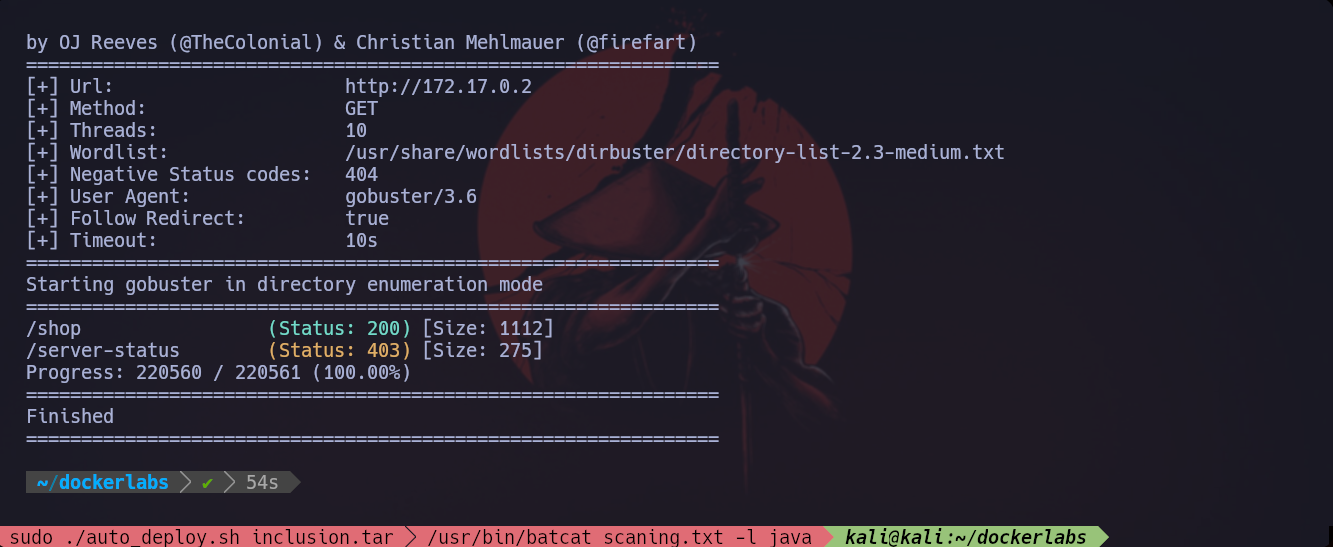 by OJ Reeves (@TheColonial) & Christian Mehlmauer (@firefart)
===============================================================
[+] Url:                     http://172.17.0.2
[+] Method:                  GET
[+] Threads:                 10
[+] Wordlist:                /usr/share/wordlists/dirbuster/directory-list-2.3-medium.txt
[+] Negative Status codes:   404
[+] User Agent:              gobuster/3.6
[+] Follow Redirect:         true
[+] Timeout:                 10s
===============================================================
Starting gobuster in directory enumeration mode
===============================================================
/shop                 (Status: 200) [Size: 1112]
/server-status        (Status: 403) [Size: 275]
Progress: 220560 / 220561 (100.00%)
===============================================================
Finished
===============================================================
~/dockerlabs ✔ 54s
sudo ./auto_deploy.sh inclusion.tar /usr/bin/batcat scaning.txt -l java kali@kali:~/dockerlabs